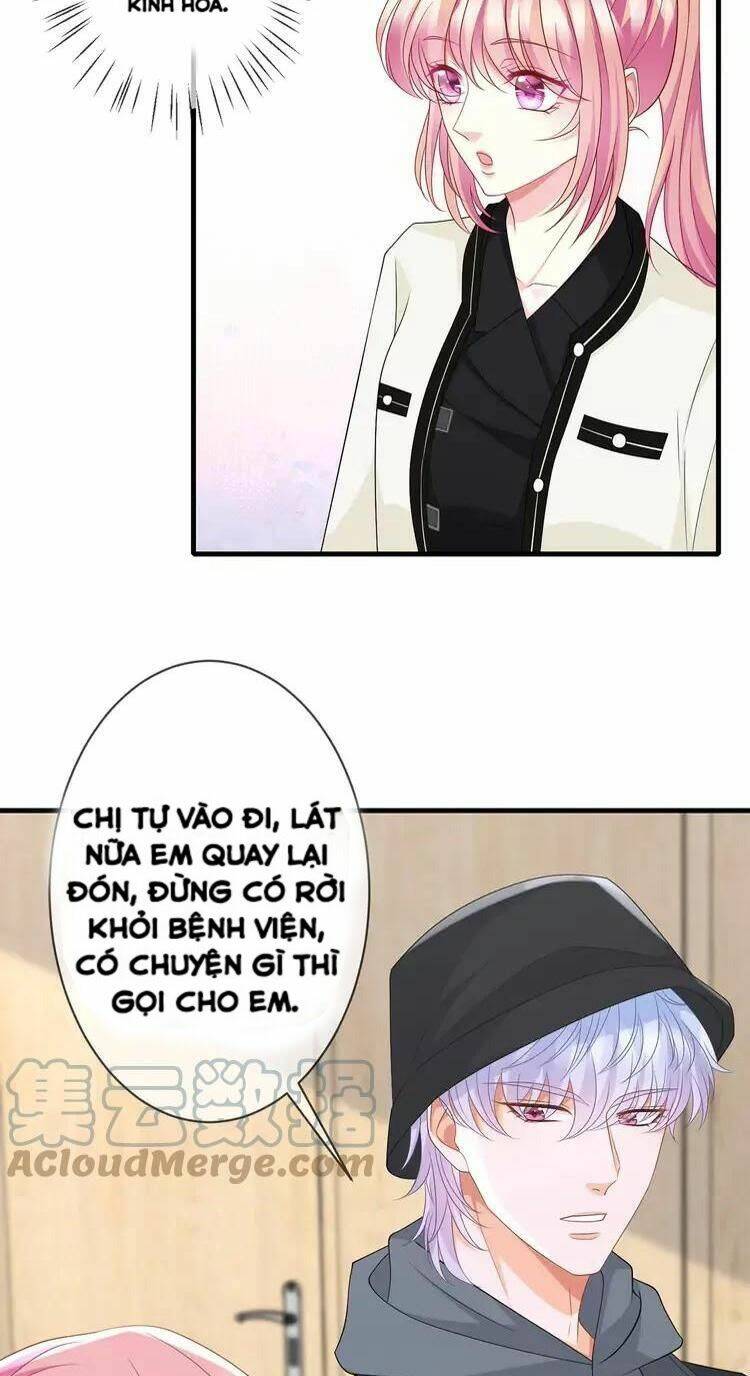 KINH HOA.
CHỊ TỰ VÀO ĐI, LÁT
NỮA EM QUAY LẠI
ĐÓN, ĐỪNG CÓ RỜI
KHỎI BỆNH VIỆN,
CÓ CHUYỆN GÌ THÌ
GỌI CHO EM.
集云数据
ACloudMerge.com